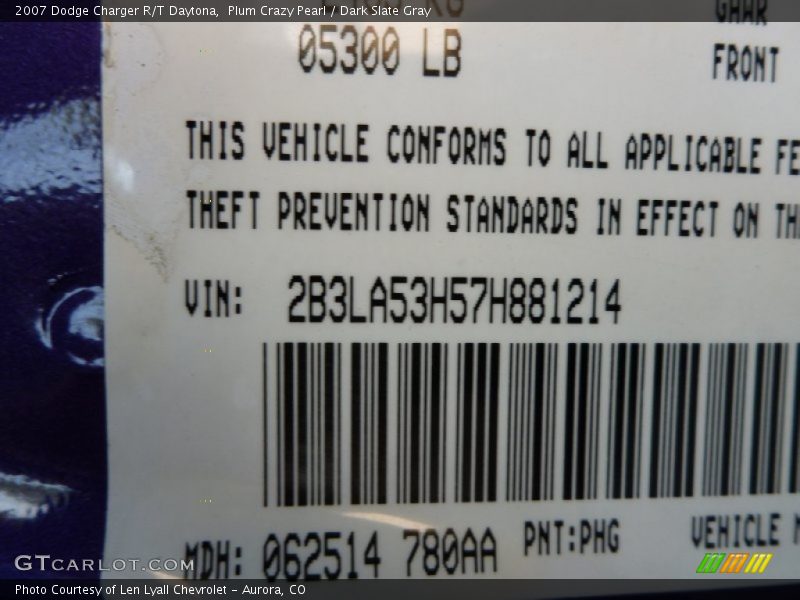 2007 Dodge Charger R/T Daytona, Plum Crazy Pearl / Dark Slate Gray
05300 LB
FRONT
THIS VEHICLE CONFORMS TO ALL APPLICABLE FE
THEFT PREVENTION STANDARDS IN EFFECT ON TH
VIN: 2B3LA53H57H881214
MDH: 062514 780AA PNT:PHG VEHICLE
GTCARLOT.COM
Photo Courtesy of Len Lyall Chevrolet – Aurora, CO